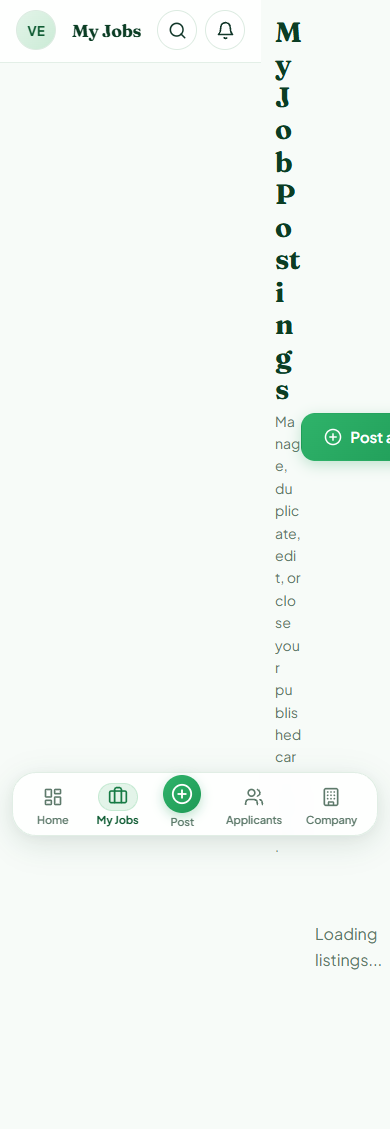 VE
My Jobs
M
y
J
o
b
P
o
st
i
n
g
s
Ma
nag
e,
du
plic
ate,
edi
t, or
clo
se
you
r
pu
blis
hed
car
.
Post a
Home
My Jobs
Post
Applicants
Company
Loading
listings...